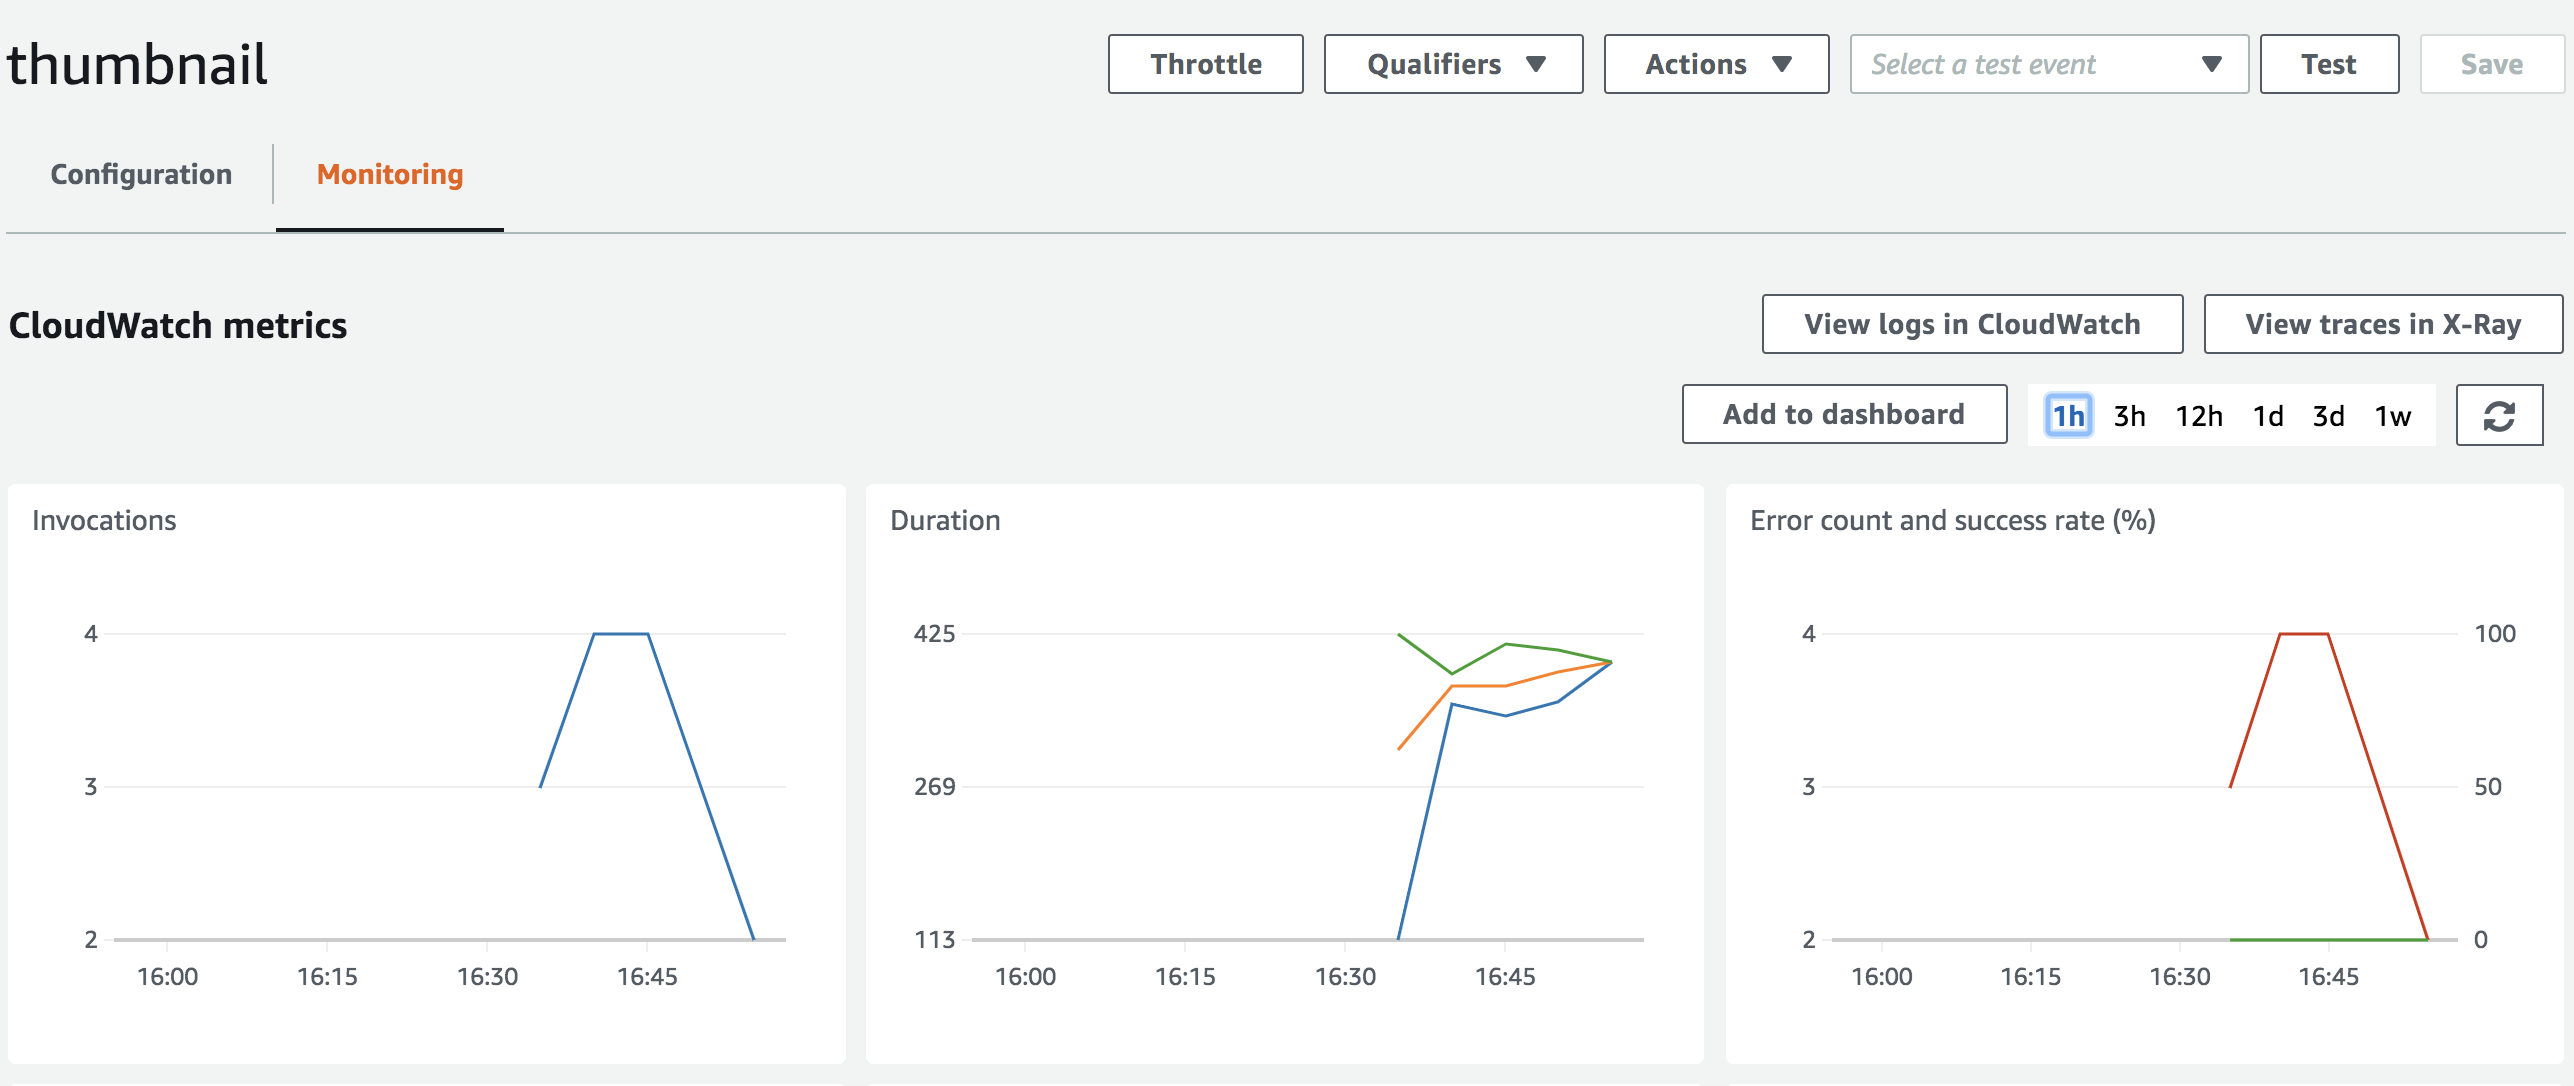 thumbnail
Throttle
Qualifiers
Actions
Select a test event
Test
Save
Configuration
Monitoring
CloudWatch metrics
View logs in CloudWatch
View traces in X-Ray
Add to dashboard
1h 3h 12h 1d 3d 1w
Invocations
4
3
2
16:00 16:15 16:30 16:45
Duration
425
269
113
16:00 16:15 16:30 16:45
Error count and success rate (%)
4 100
3 50
2 0
16:00 16:15 16:30 16:45